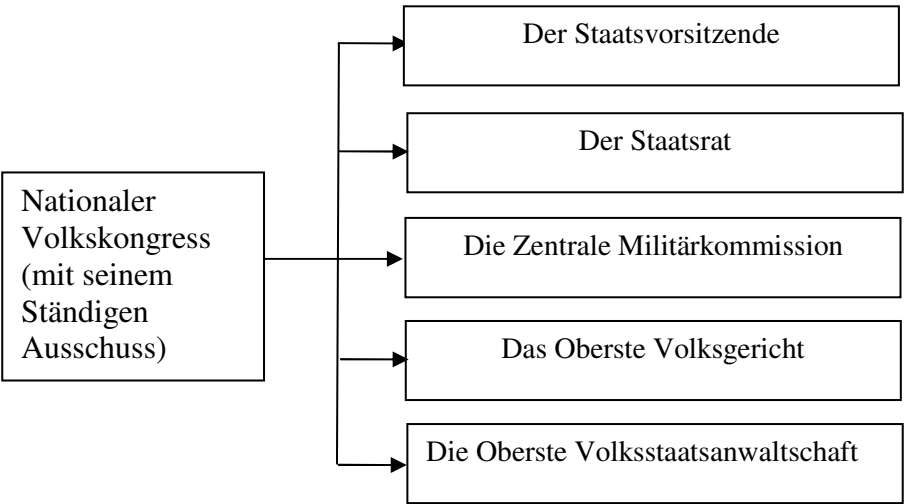 Nationaler
Volkskongress
(mit seinem
Ständigen
Ausschuss)
Der Staatsvorsitzende
Der Staatsrat
Die Zentrale Militärkommission
Das Oberste Volksgericht
Die Oberste Volksstaatsanwaltschaft